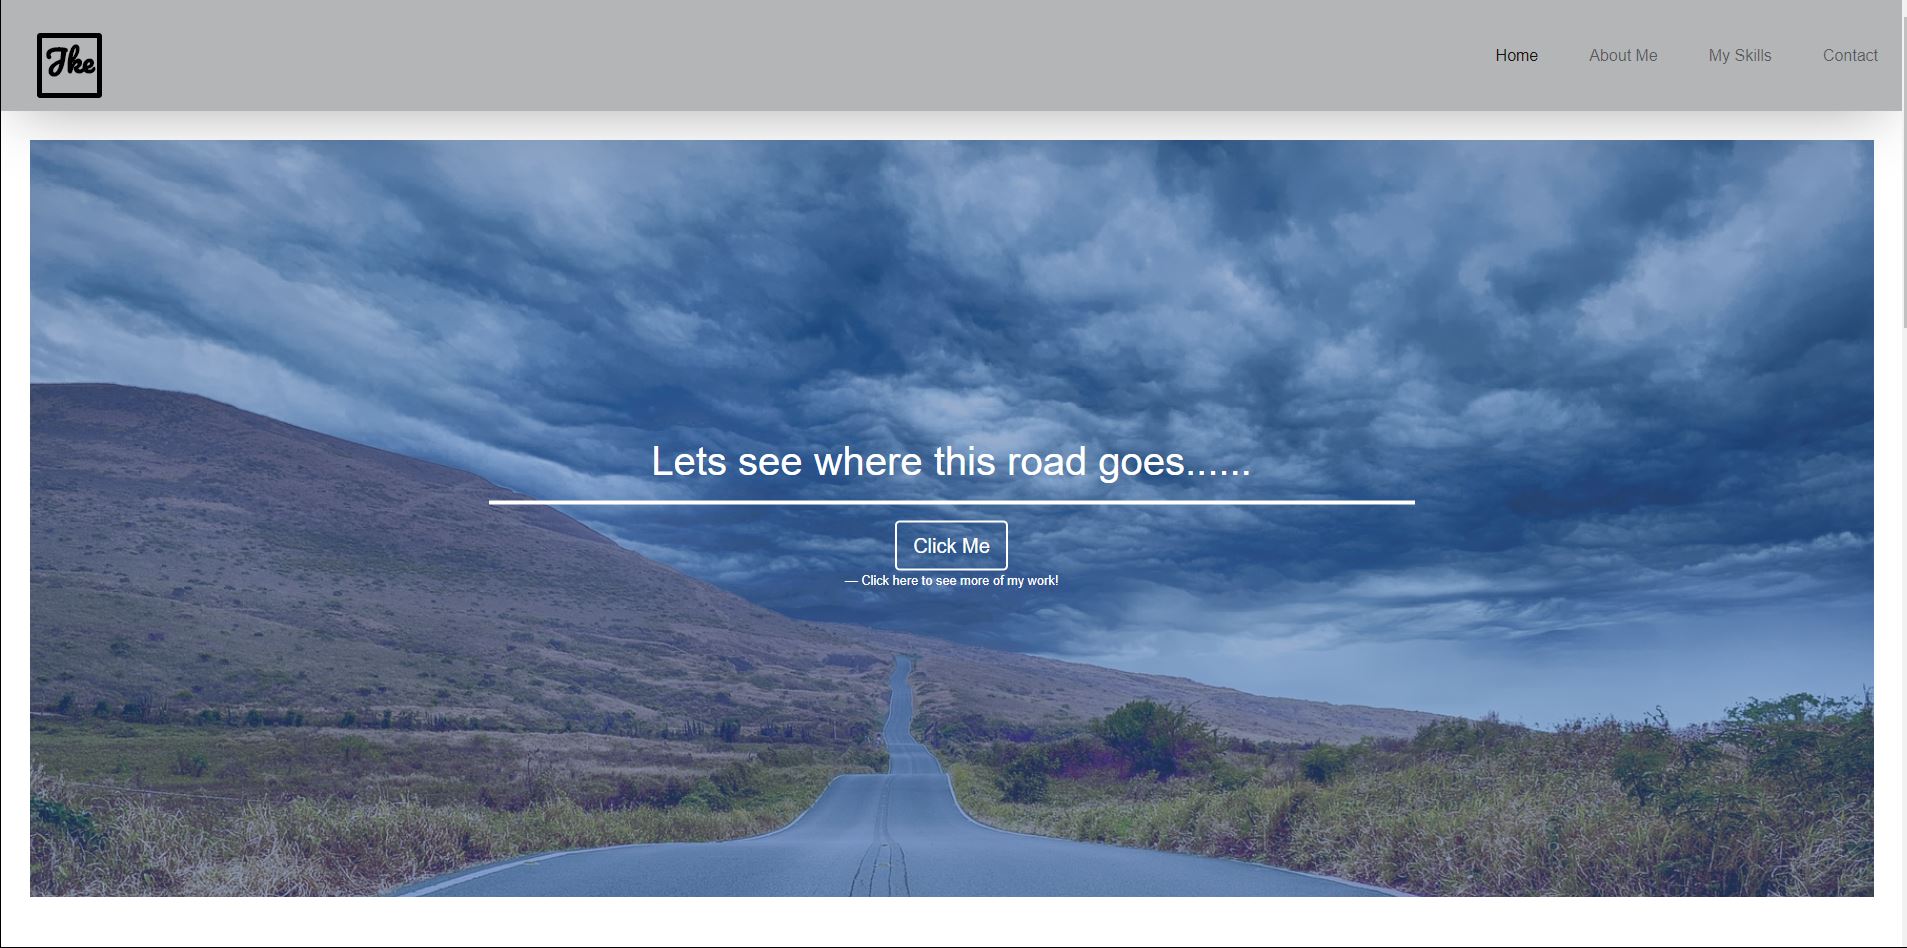 Jke
Home About Me My Skills Contact
Lets see where this road goes......
Click Me
— Click here to see more of my work!